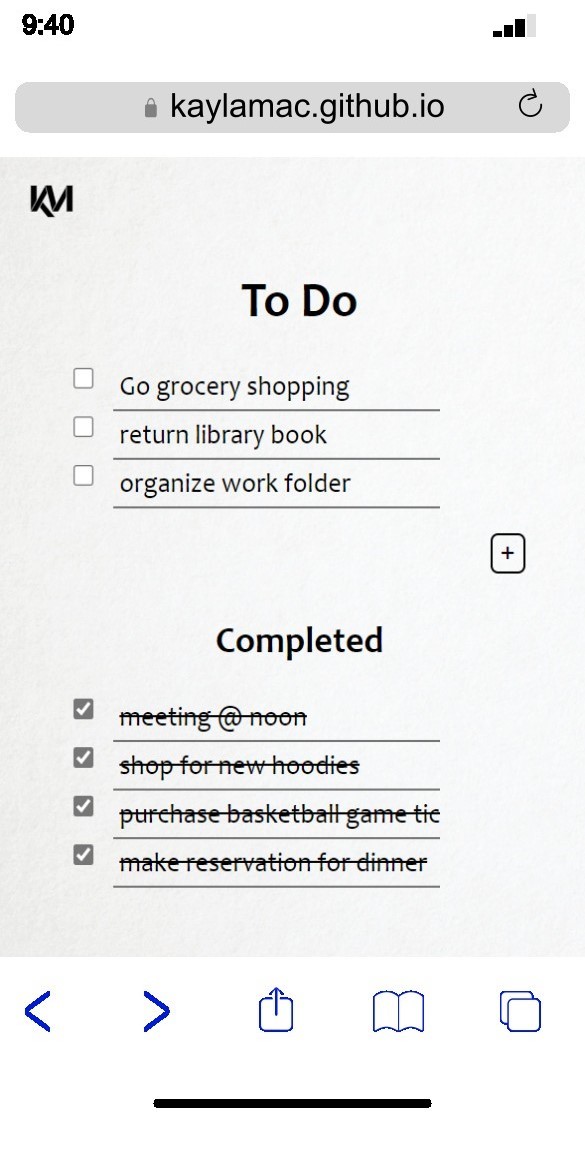 9:40
kaylamac.github.io
KM
To Do
Go grocery shopping
return library book
organize work folder
+
Completed
meeting @ noon
shop for new hoodies
purchase basketball game tic
make reservation for dinner